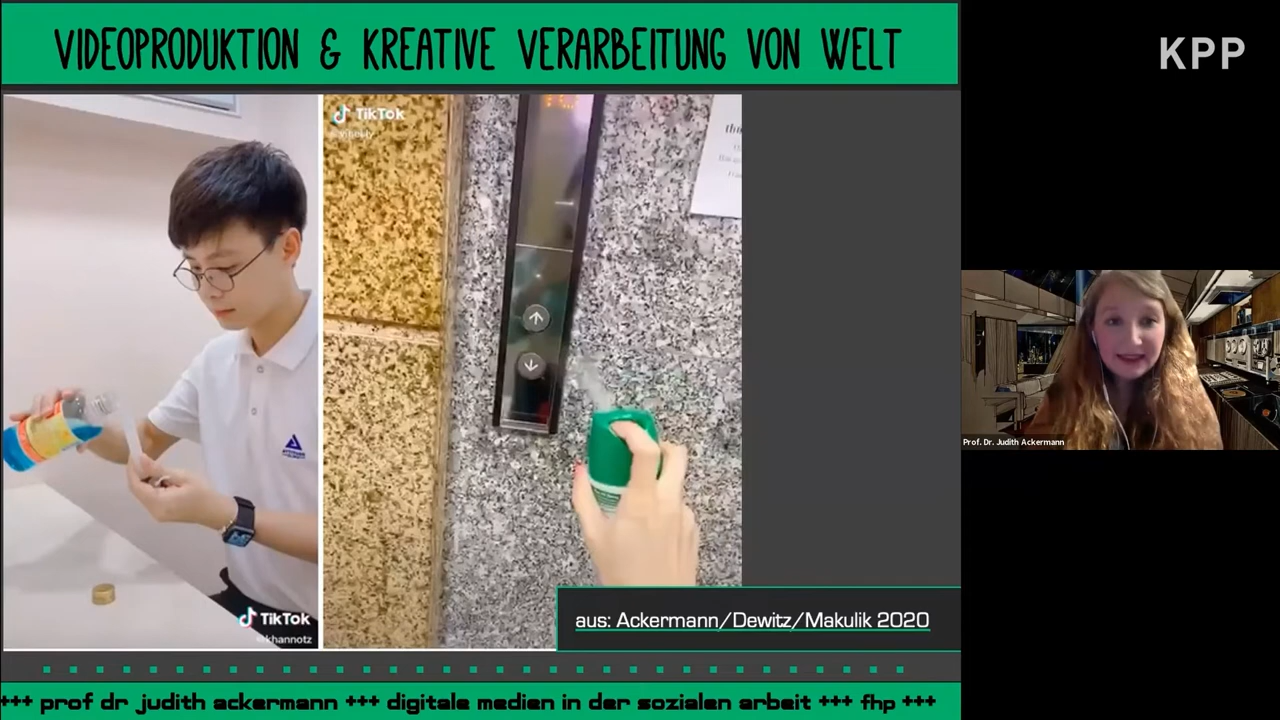 VIDEOPRODUKTION & KREATIVE VERARBEITUNG VON WELT
KPP
TikTok
Prof. Dr. Judith Ackermann
TikTok
khannotz
aus: Ackermann/Dewitz/Makulik 2020
+++ prof dr judith ackermann +++ digitale medien in der sozialen arbeit +++ fhp +++